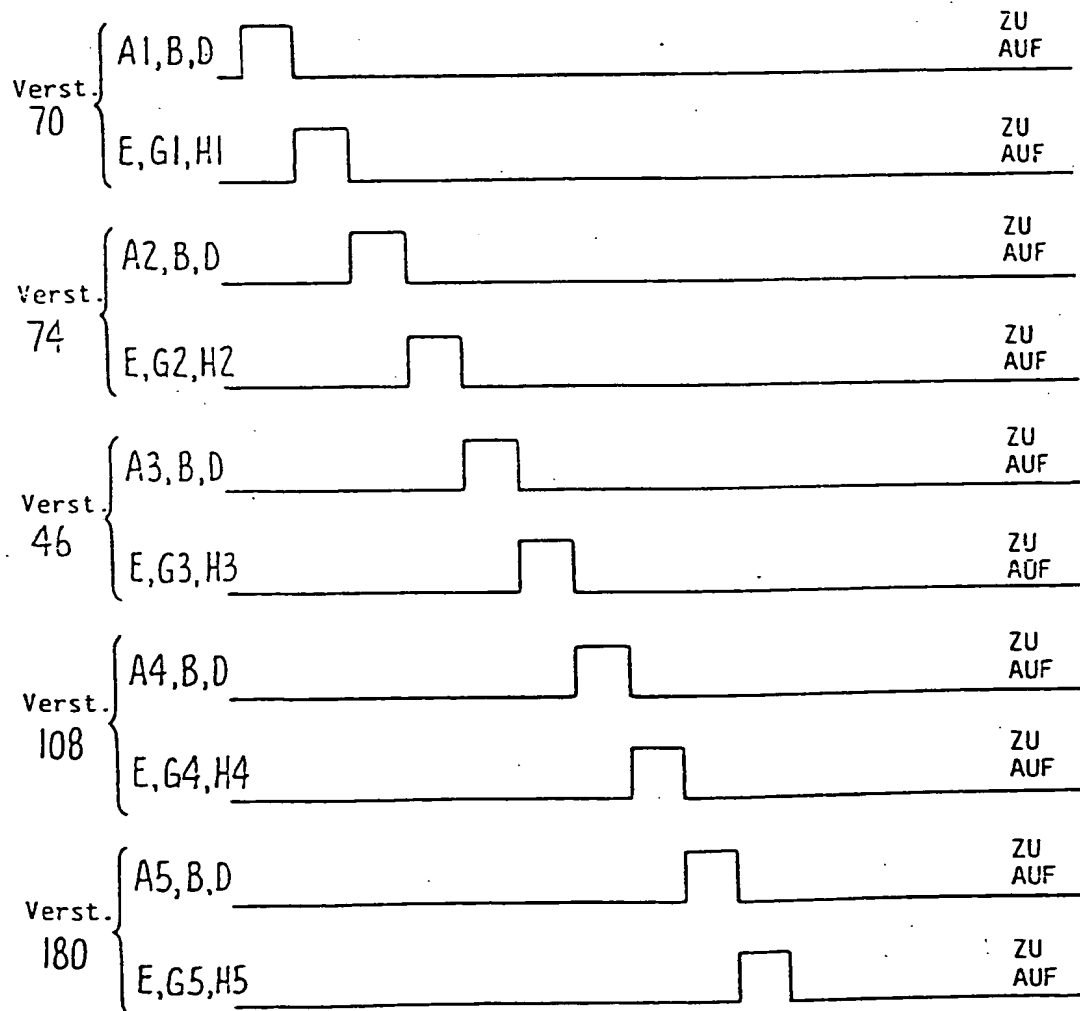 A1,B,D ZU
AUF
Verst.
70
E,G1,H1 ZU
AUF
A2,B,D ZU
AUF
Verst.
74
E,G2,H2 ZU
AUF
A3,B,D ZU
AUF
Verst.
46
E,G3,H3 ZU
AUF
A4,B,D ZU
AUF
Verst.
108
E,G4,H4 ZU
AUF
A5,B,D ZU
AUF
Verst.
180
E,G5,H5 ZU
AUF